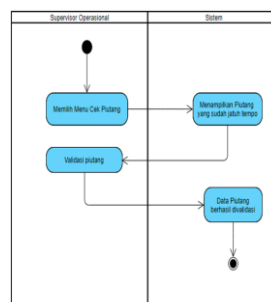 Supervisor Operasional
Sistem
Memilih Menu Cek Piutang
Menampilkan Piutang
yang sudah jatuh tempo
Validasi piutang
Data Piutang
berhasil divalidasi